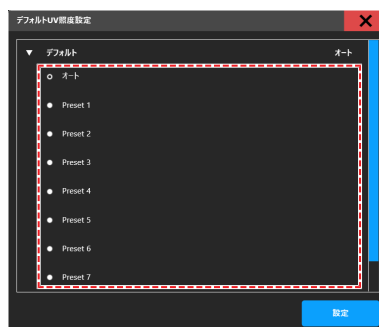 デフォルトUV照度設定
▼ デフォルト オート
オート
Preset 1
Preset 2
Preset 3
Preset 4
Preset 5
Preset 6
Preset 7
設定